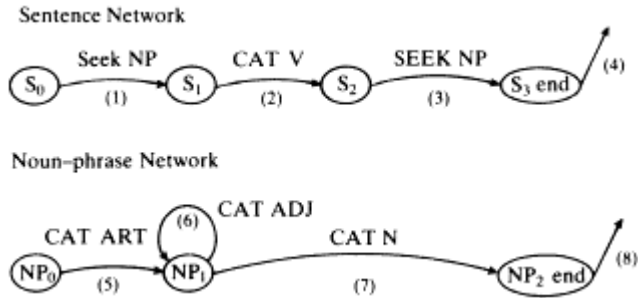 Sentence Network
Seek NP CAT V SEEK NP
S₀ S₁ S₂ S₃ end (4)
(1) (2) (3)
Noun-phrase Network
(6) CAT ADJ
CAT ART CAT N
NP₀ NP₁ NP₂ end (8)
(5) (7)